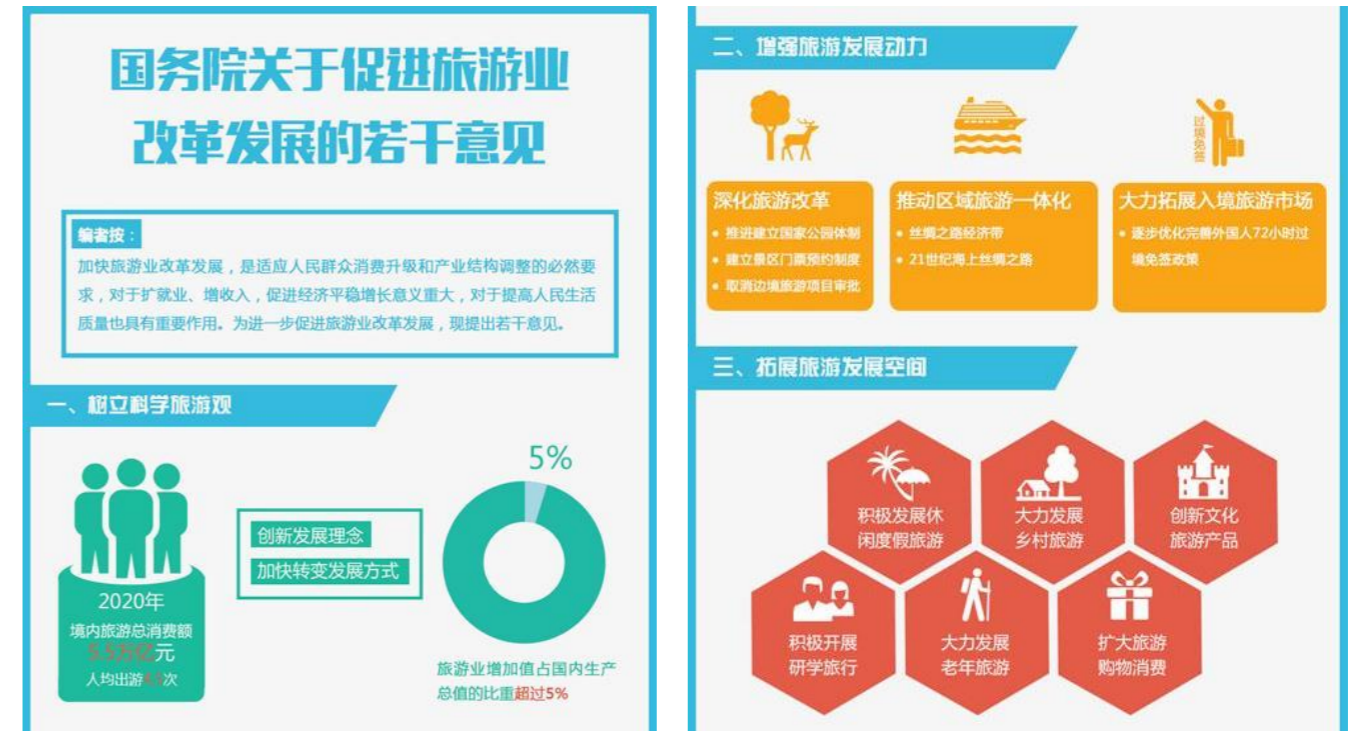 国务院关于促进旅游业
改革发展的若干意见
编者按：
加快旅游业改革发展，是适应人民群众消费升级和产业结构调整的必然要
求，对于扩就业、增收入，促进经济平稳增长意义重大，对于提高人民生活
质量也具有重要作用。为进一步促进旅游业改革发展，现提出若干意见。
一、树立科学旅游观
2020年
境内旅游总消费额
5.5万亿元
人均出游4.5次
创新发展理念
加快转变发展方式
5%
旅游业增加值占国内生产
总值的比重超过5%
二、增强旅游发展动力
过境免签
深化旅游改革
• 推进建立国家公园体制
• 建立景区门票预约制度
• 取消边境旅游项目审批
推动区域旅游一体化
• 丝绸之路经济带
• 21世纪海上丝绸之路
大力拓展入境旅游市场
• 逐步优化完善外国人72小时过
境免签政策
三、拓展旅游发展空间
积极发展休
闲度假旅游
大力发展
乡村旅游
创新文化
旅游产品
积极开展
研学旅行
大力发展
老年旅游
扩大旅游
购物消费